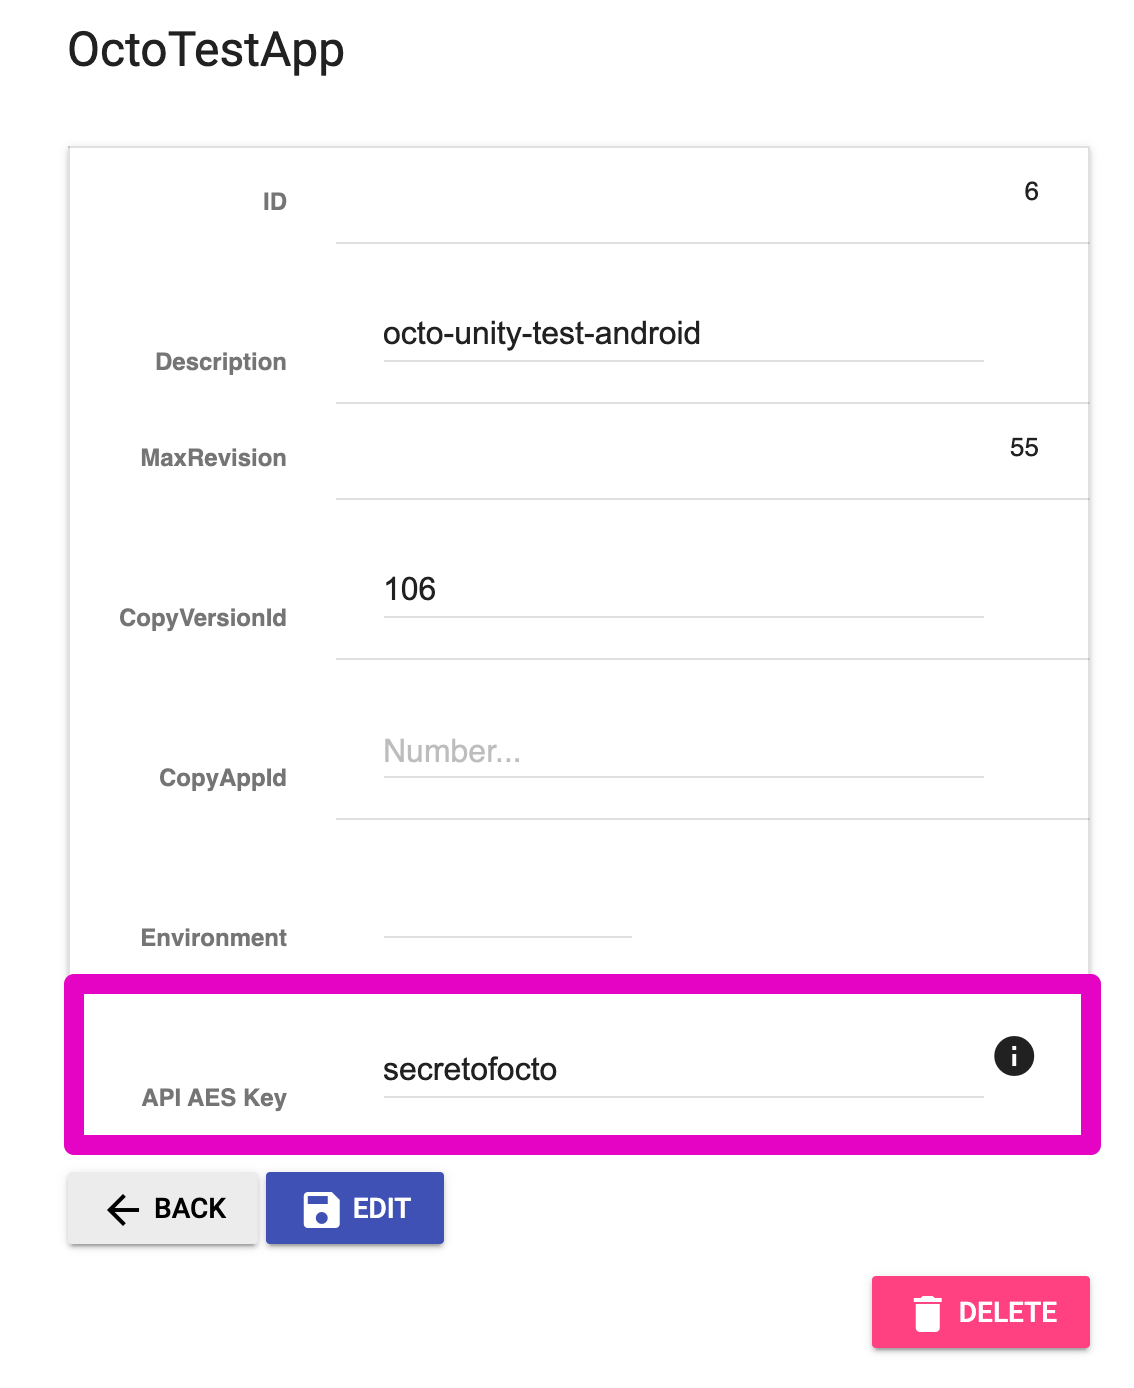 OctoTestApp
ID 6
octo-unity-test-android
Description
MaxRevision 55
106
CopyVersionId
Number...
CopyAppId
Environment
secretofocto
API AES Key
BACK EDIT
DELETE